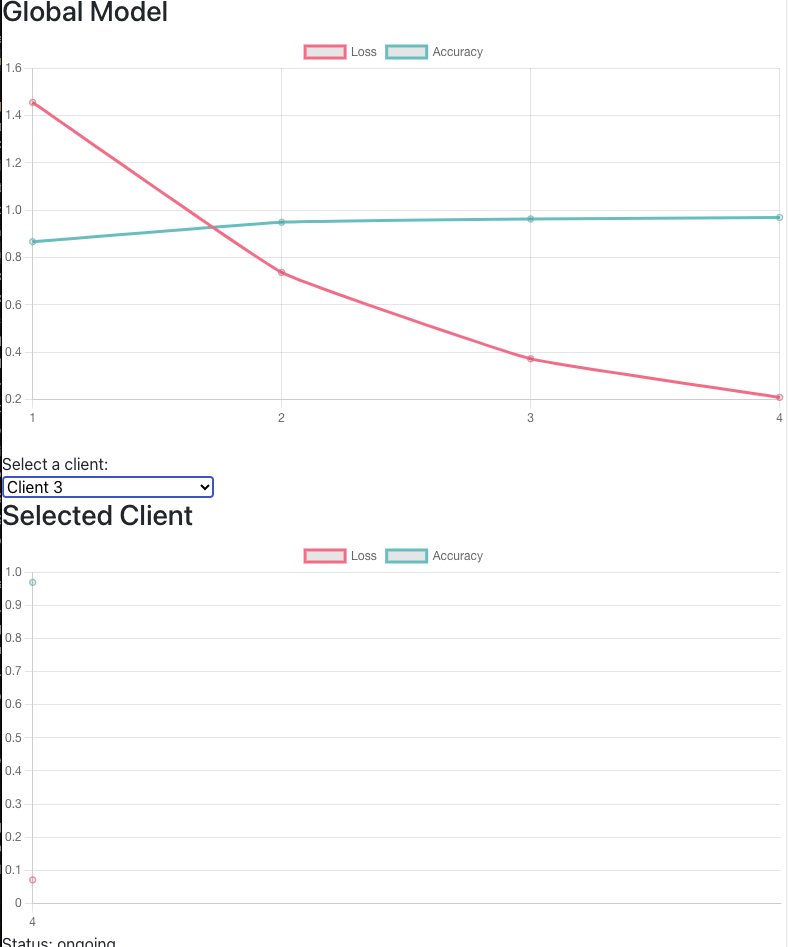 Global Model
Loss Accuracy
1.6
1.4
1.2
1.0
0.8
0.6
0.4
0.2
1 2 3 4
Select a client:
Client 3
Selected Client
Loss Accuracy
1.0
0.9
0.8
0.7
0.6
0.5
0.4
0.3
0.2
0.1
0
4
Status: ongoing